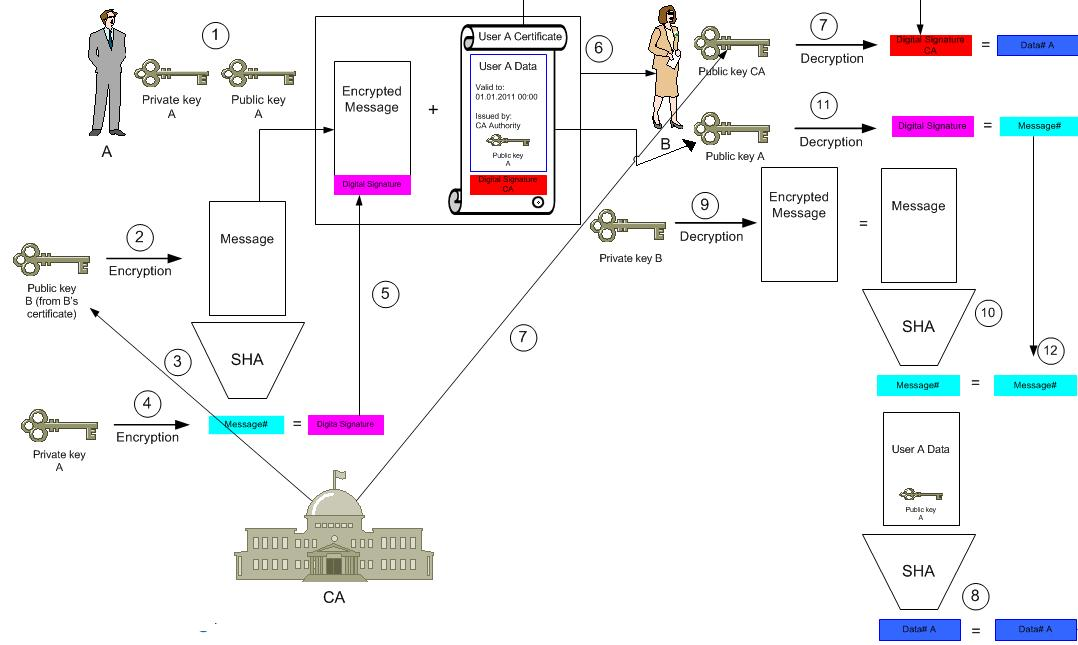 1
Private key
A
Public key
A
A
2
Encryption
Public key
B (from B's
certificate)
Message
SHA
3
4
Encryption
Private key
A
Message#
=
Digital Signature
5
Encrypted
Message
Digital Signature
+
User A Certificate
User A Data
Valid to:
01.01.2011 00:00
Issued by:
CA Authority
Public key
A
Digital Signature
CA
6
B
7
CA
Public key CA
7
Decryption
Digital Signature
CA
=
Data# A
Public key A
11
Decryption
Digital Signature
=
Message#
Private key B
9
Decryption
Encrypted
Message
=
Message
SHA
10
12
Message#
=
Message#
User A Data
Public key
A
SHA
8
Data# A
=
Data# A